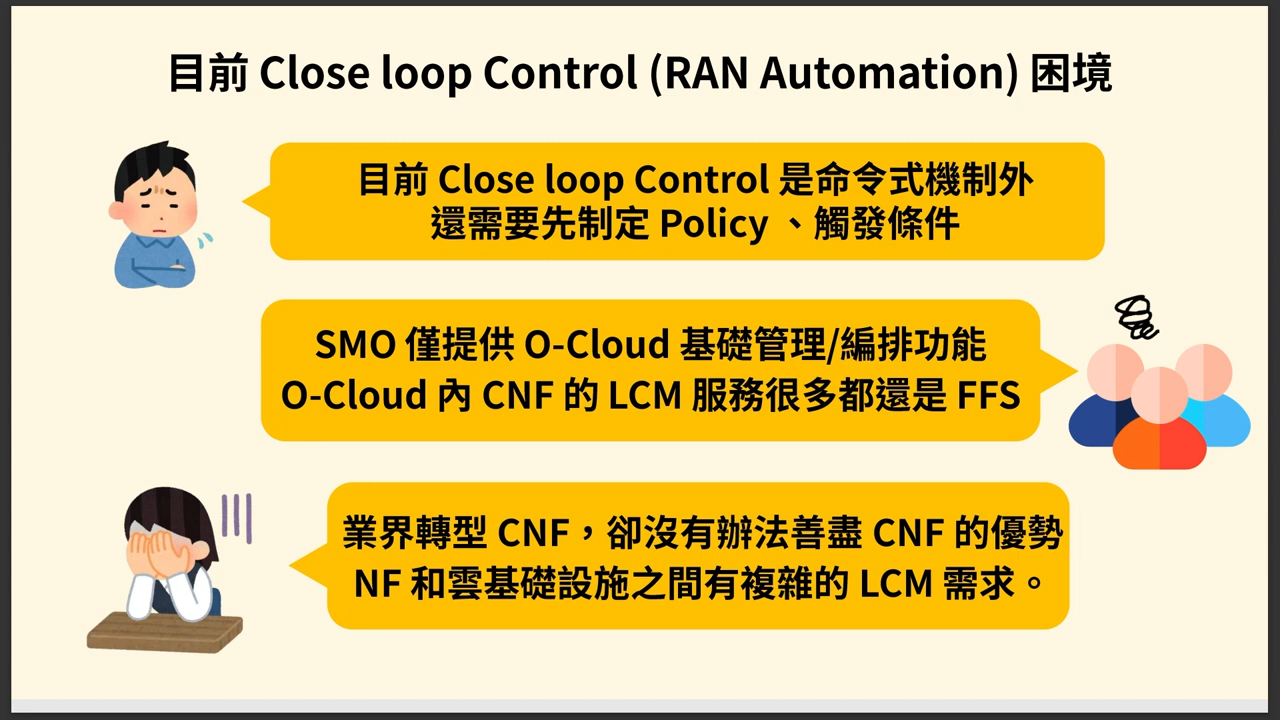 目前 Close loop Control (RAN Automation) 困境
目前 Close loop Control 是命令式機制外
還需要先制定 Policy 、觸發條件
SMO 僅提供 O-Cloud 基礎管理/編排功能
O-Cloud 內 CNF 的 LCM 服務很多都還是 FFS
業界轉型 CNF，卻沒有辦法善盡 CNF 的優勢
NF 和雲基礎設施之間有複雜的 LCM 需求。